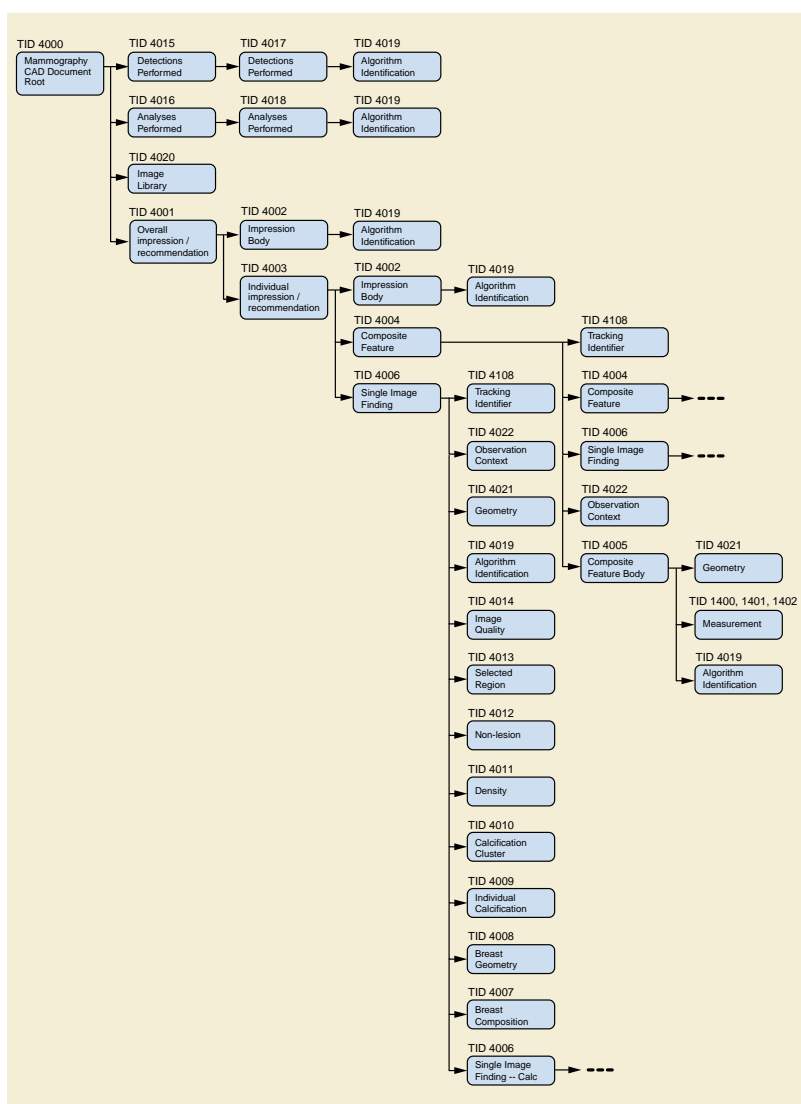 TID 4000
Mammography
CAD Document
Root
TID 4015
Detections
Performed
TID 4017
Detections
Performed
TID 4019
Algorithm
Identification
TID 4016
Analyses
Performed
TID 4018
Analyses
Performed
TID 4019
Algorithm
Identification
TID 4020
Image
Library
TID 4001
Overall
impression /
recommendation
TID 4002
Impression
Body
TID 4019
Algorithm
Identification
TID 4003
Individual
impression /
recommendation
TID 4002
Impression
Body
TID 4019
Algorithm
Identification
TID 4004
Composite
Feature
TID 4108
Tracking
Identifier
TID 4006
Single Image
Finding
TID 4108
Tracking
Identifier
TID 4004
Composite
Feature
TID 4022
Observation
Context
TID 4006
Single Image
Finding
TID 4021
Geometry
TID 4022
Observation
Context
TID 4019
Algorithm
Identification
TID 4005
Composite
Feature Body
TID 4021
Geometry
TID 4014
Image
Quality
TID 1400, 1401, 1402
Measurement
TID 4013
Selected
Region
TID 4019
Algorithm
Identification
TID 4012
Non-lesion
TID 4011
Density
TID 4010
Calcification
Cluster
TID 4009
Individual
Calcification
TID 4008
Breast
Geometry
TID 4007
Breast
Composition
TID 4006
Single Image
Finding -- Calc